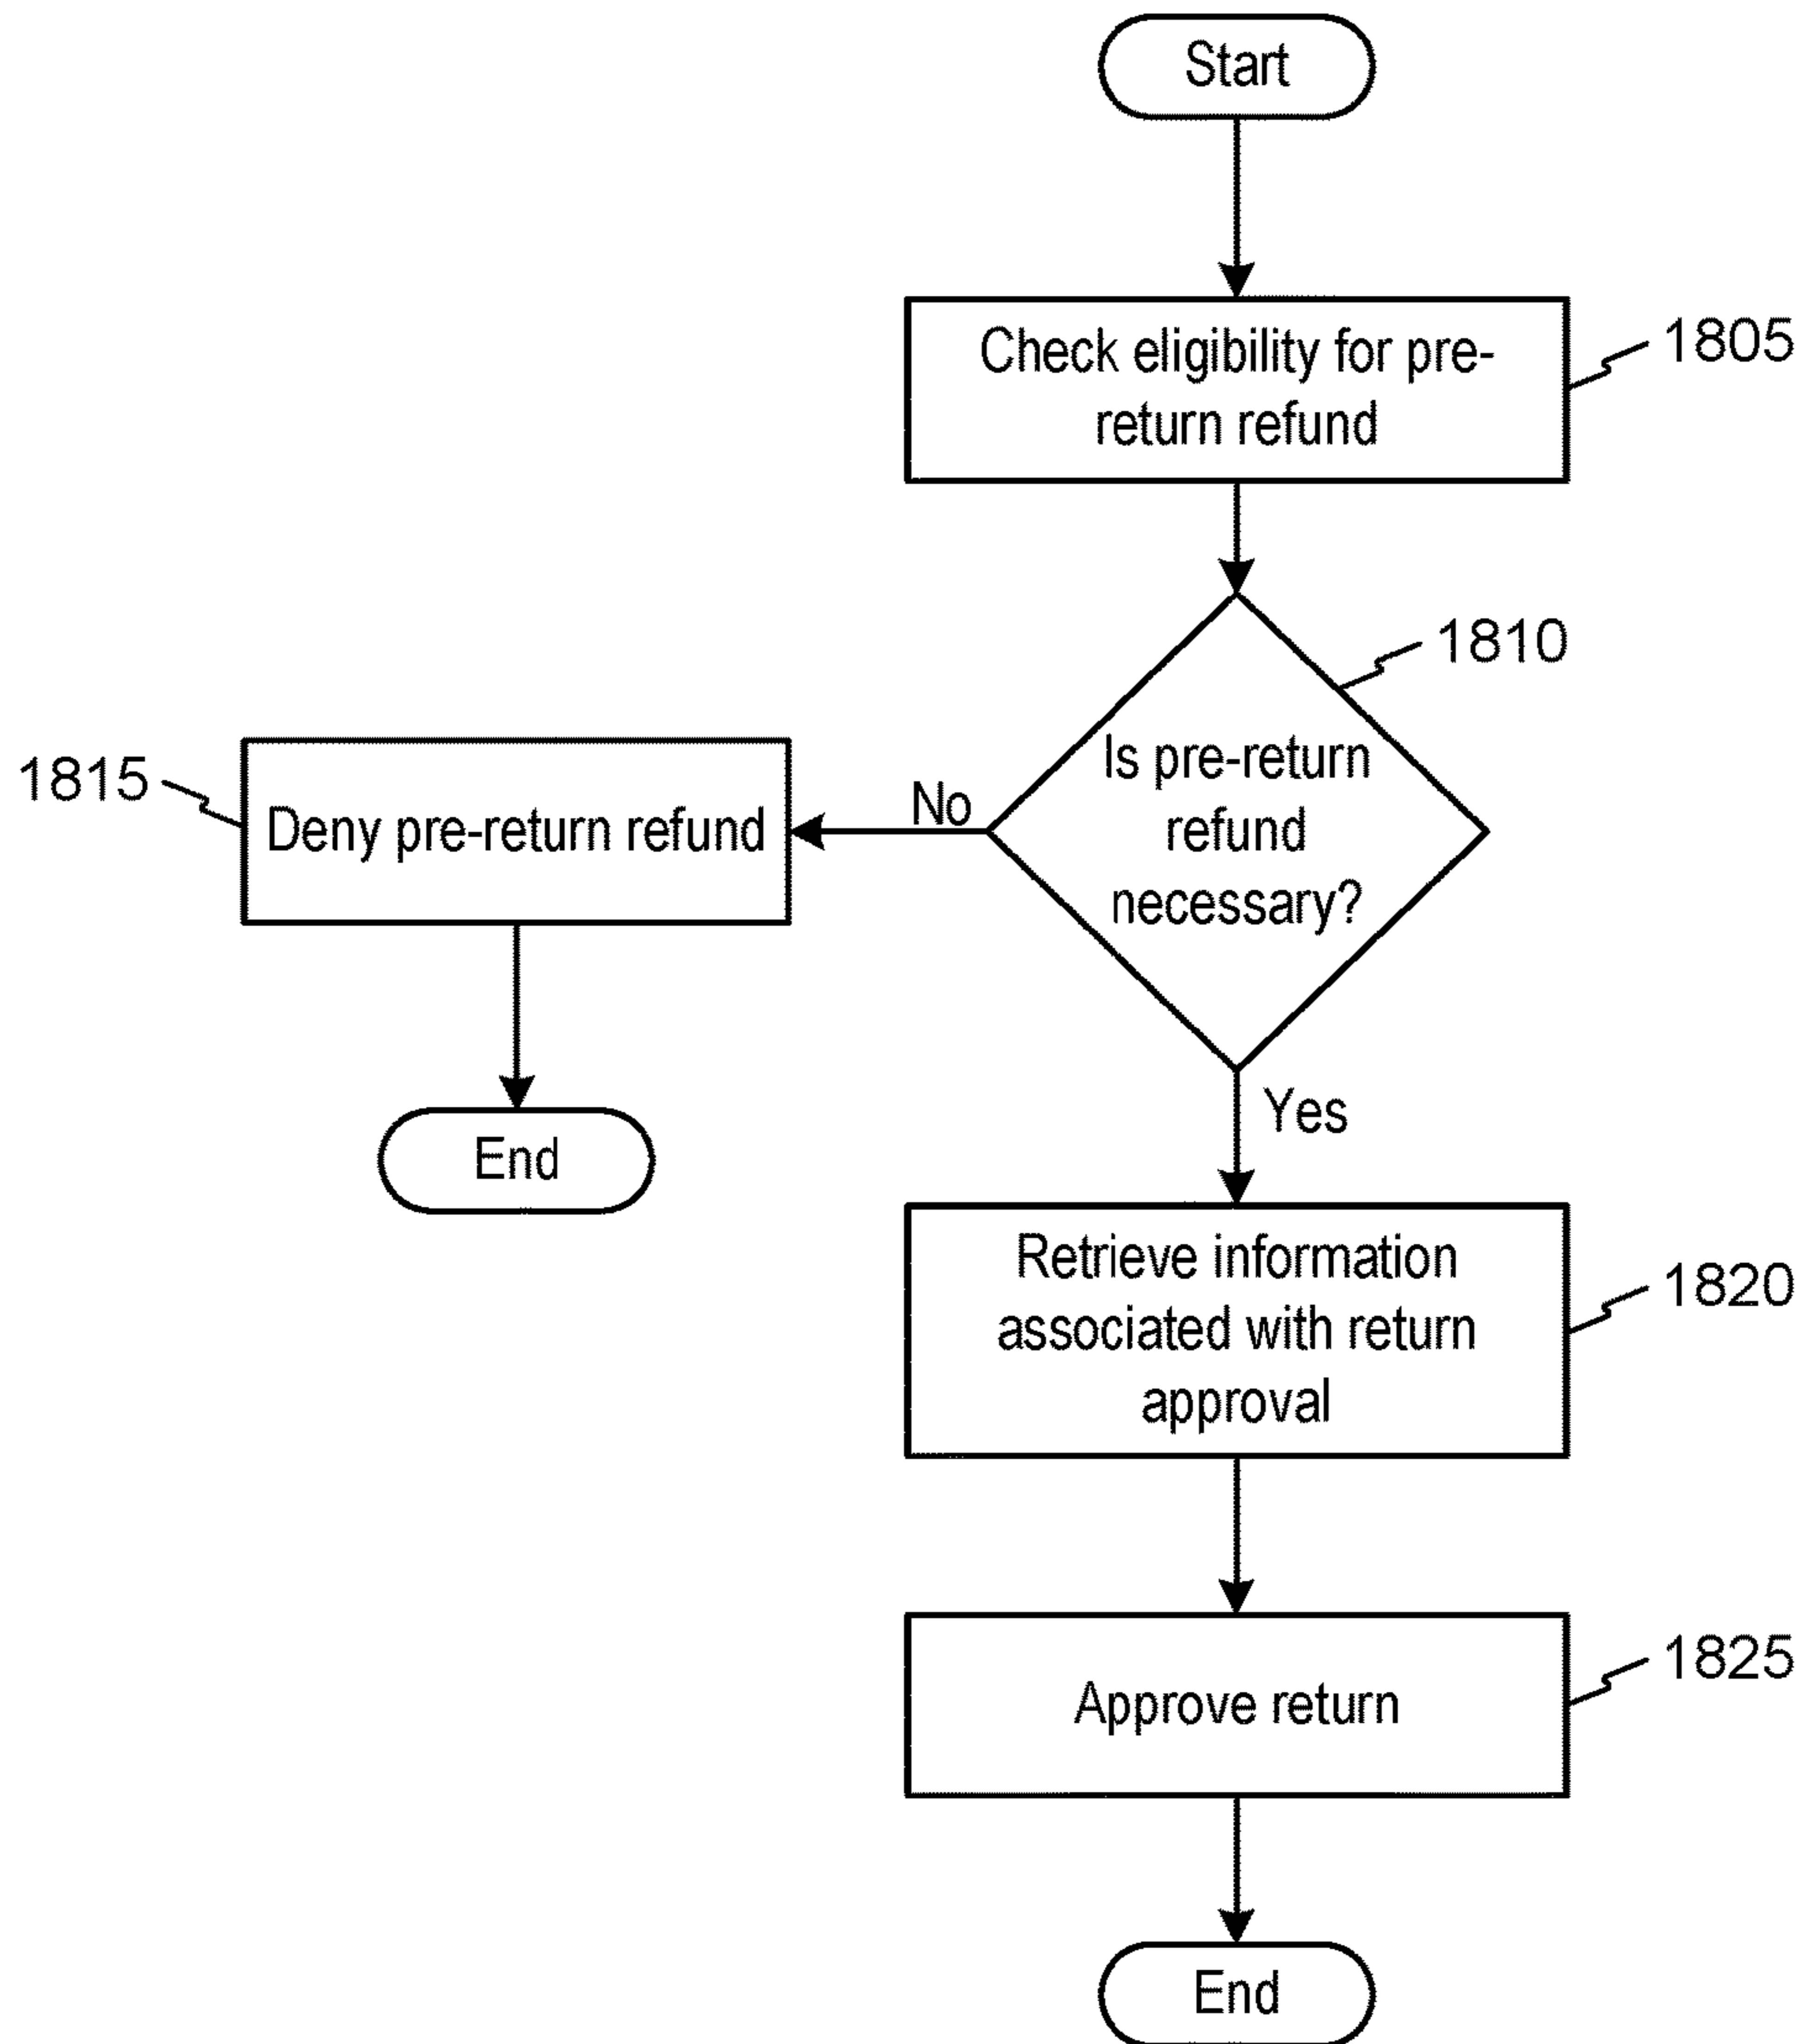 Start
Check eligibility for pre-
return refund
1805
1810
Is pre-return
refund
necessary?
No
1815
Deny pre-return refund
End
Yes
Retrieve information
associated with return
approval
1820
Approve return
1825
End